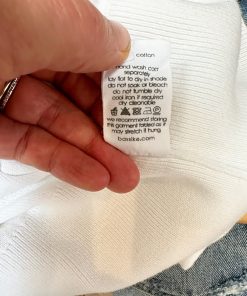 cotton
hand wash cold
separately
lay flat to dry in shade
do not soak or bleach
do not tumble dry
cool iron if required
dry cleanable
we recommend storing
this garment folded as it
may stretch if hung
bassike.com